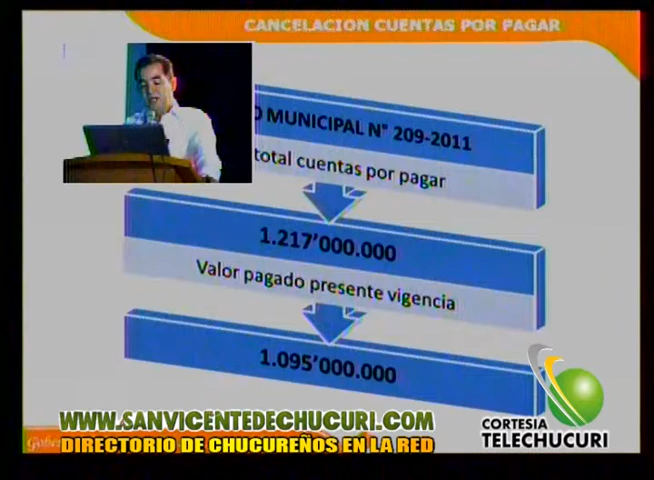 CANCELACION CUENTAS POR PAGAR
O MUNICIPAL N° 209-2011
total cuentas por pagar
1.217’000.000
Valor pagado presente vigencia
1.095’000.000
WWW.SANVICENTEDECHUCURI.COM
DIRECTORIO DE CHUCUREÑOS EN LA RED
CORTESIA
TELECHUCURI